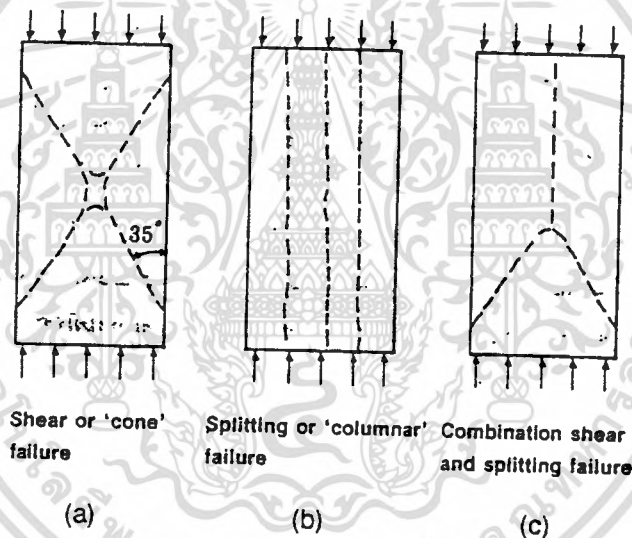 35°
Shear or ‘cone’
failure
(a)
Splitting or ‘columnar’
failure
(b)
Combination shear
and splitting failure
(c)